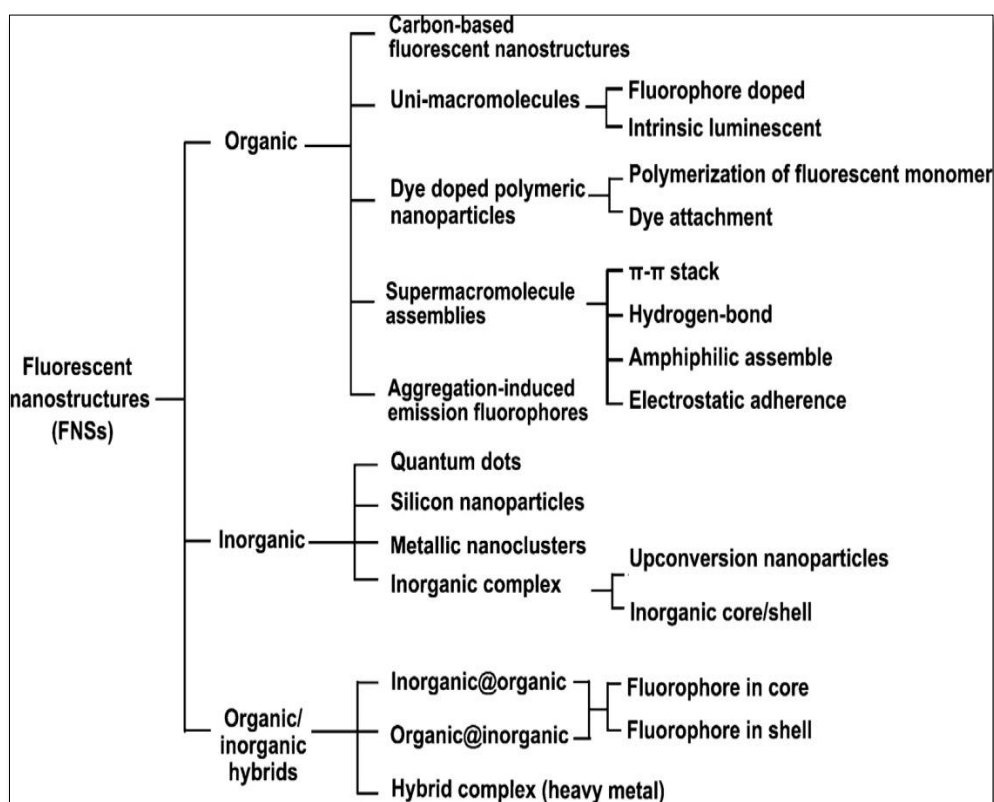 Fluorescent
nanostructures
(FNSs)
Organic
Carbon-based
fluorescent nanostructures
Uni-macromolecules
Fluorophore doped
Intrinsic luminescent
Dye doped polymeric
nanoparticles
Polymerization of fluorescent monomer
Dye attachment
Supermacromolecule
assemblies
π-π stack
Hydrogen-bond
Amphiphilic assemble
Electrostatic adherence
Aggregation-induced
emission fluorophores
Inorganic
Quantum dots
Silicon nanoparticles
Metallic nanoclusters
Inorganic complex
Upconversion nanoparticles
Inorganic core/shell
Organic/
inorganic
hybrids
Inorganic@organic
Organic@inorganic
Fluorophore in core
Fluorophore in shell
Hybrid complex (heavy metal)